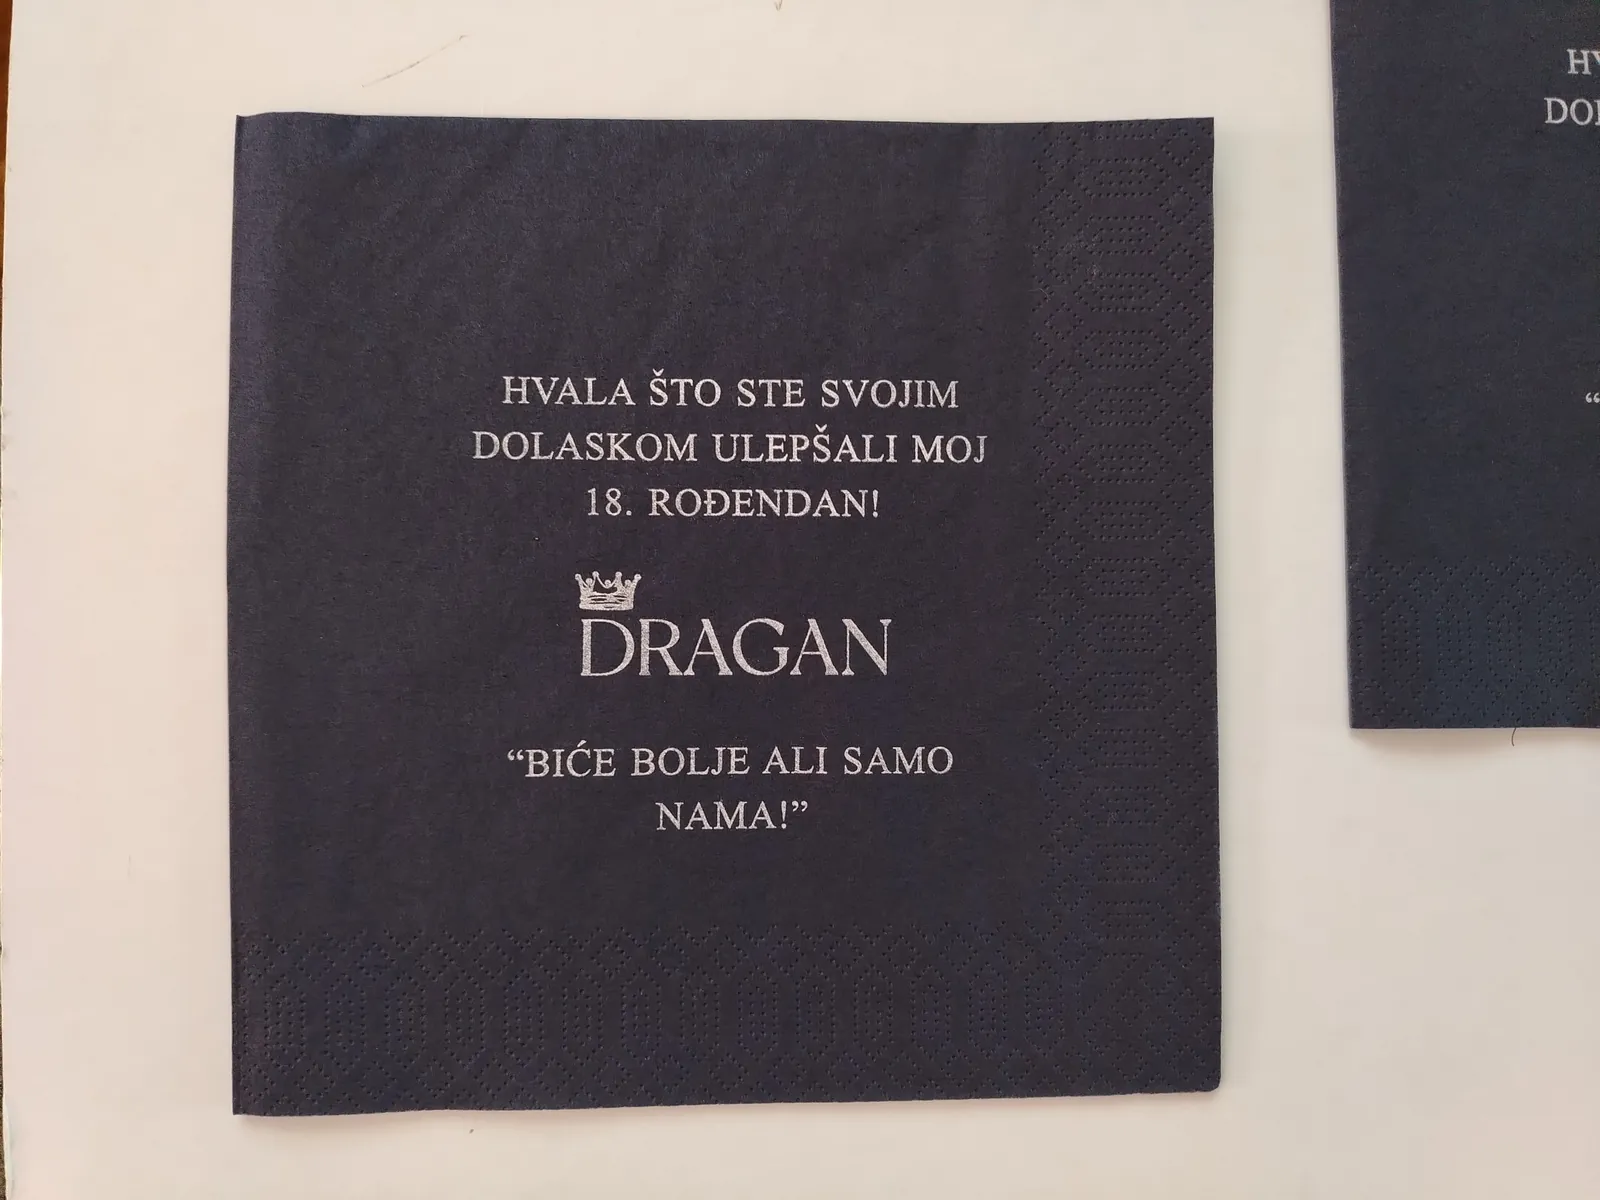 HVALA ŠTO STE SVOJIM
DOLASKOM ULEPŠALI MOJ
18. ROĐENDAN!
DRAGAN
“BIĆE BOLJE ALI SAMO
NAMA!”